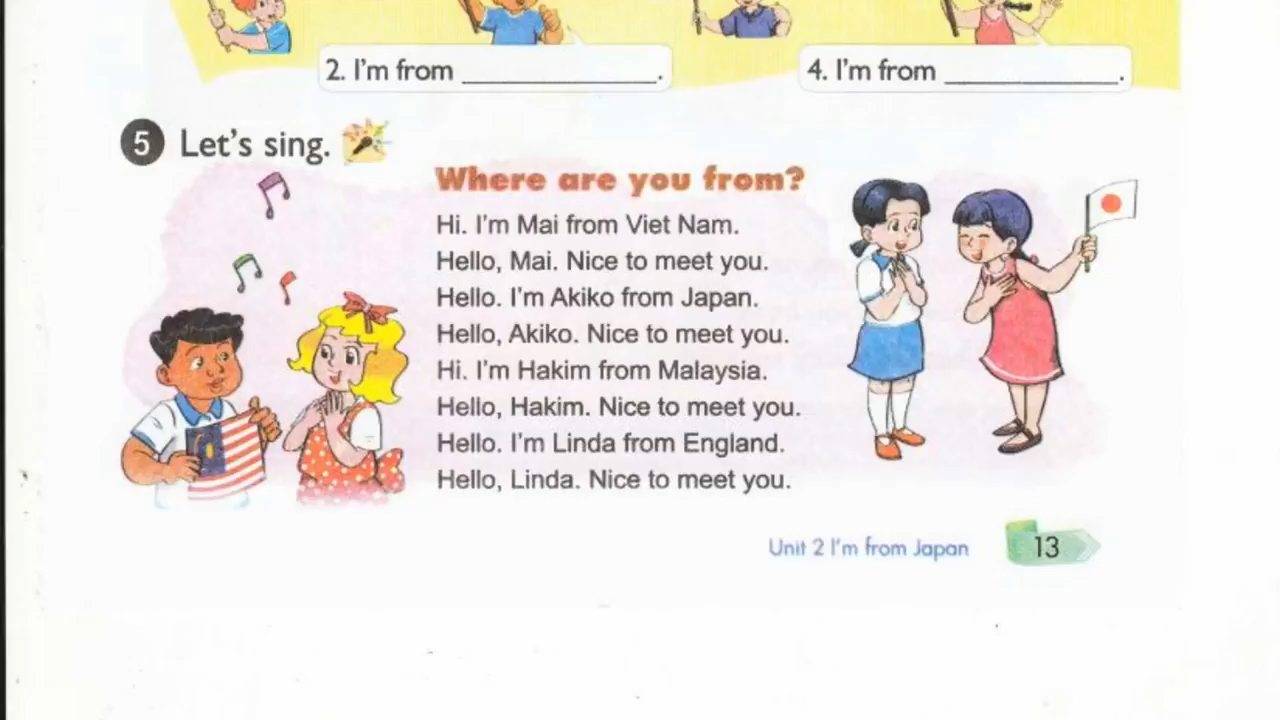 2. I'm from ____________.
4. I'm from ____________.
5 Let's sing.
Where are you from?
Hi. I'm Mai from Viet Nam.
Hello, Mai. Nice to meet you.
Hello. I'm Akiko from Japan.
Hello, Akiko. Nice to meet you.
Hi. I'm Hakim from Malaysia.
Hello, Hakim. Nice to meet you.
Hello. I'm Linda from England.
Hello, Linda. Nice to meet you.
Unit 2 I'm from Japan 13